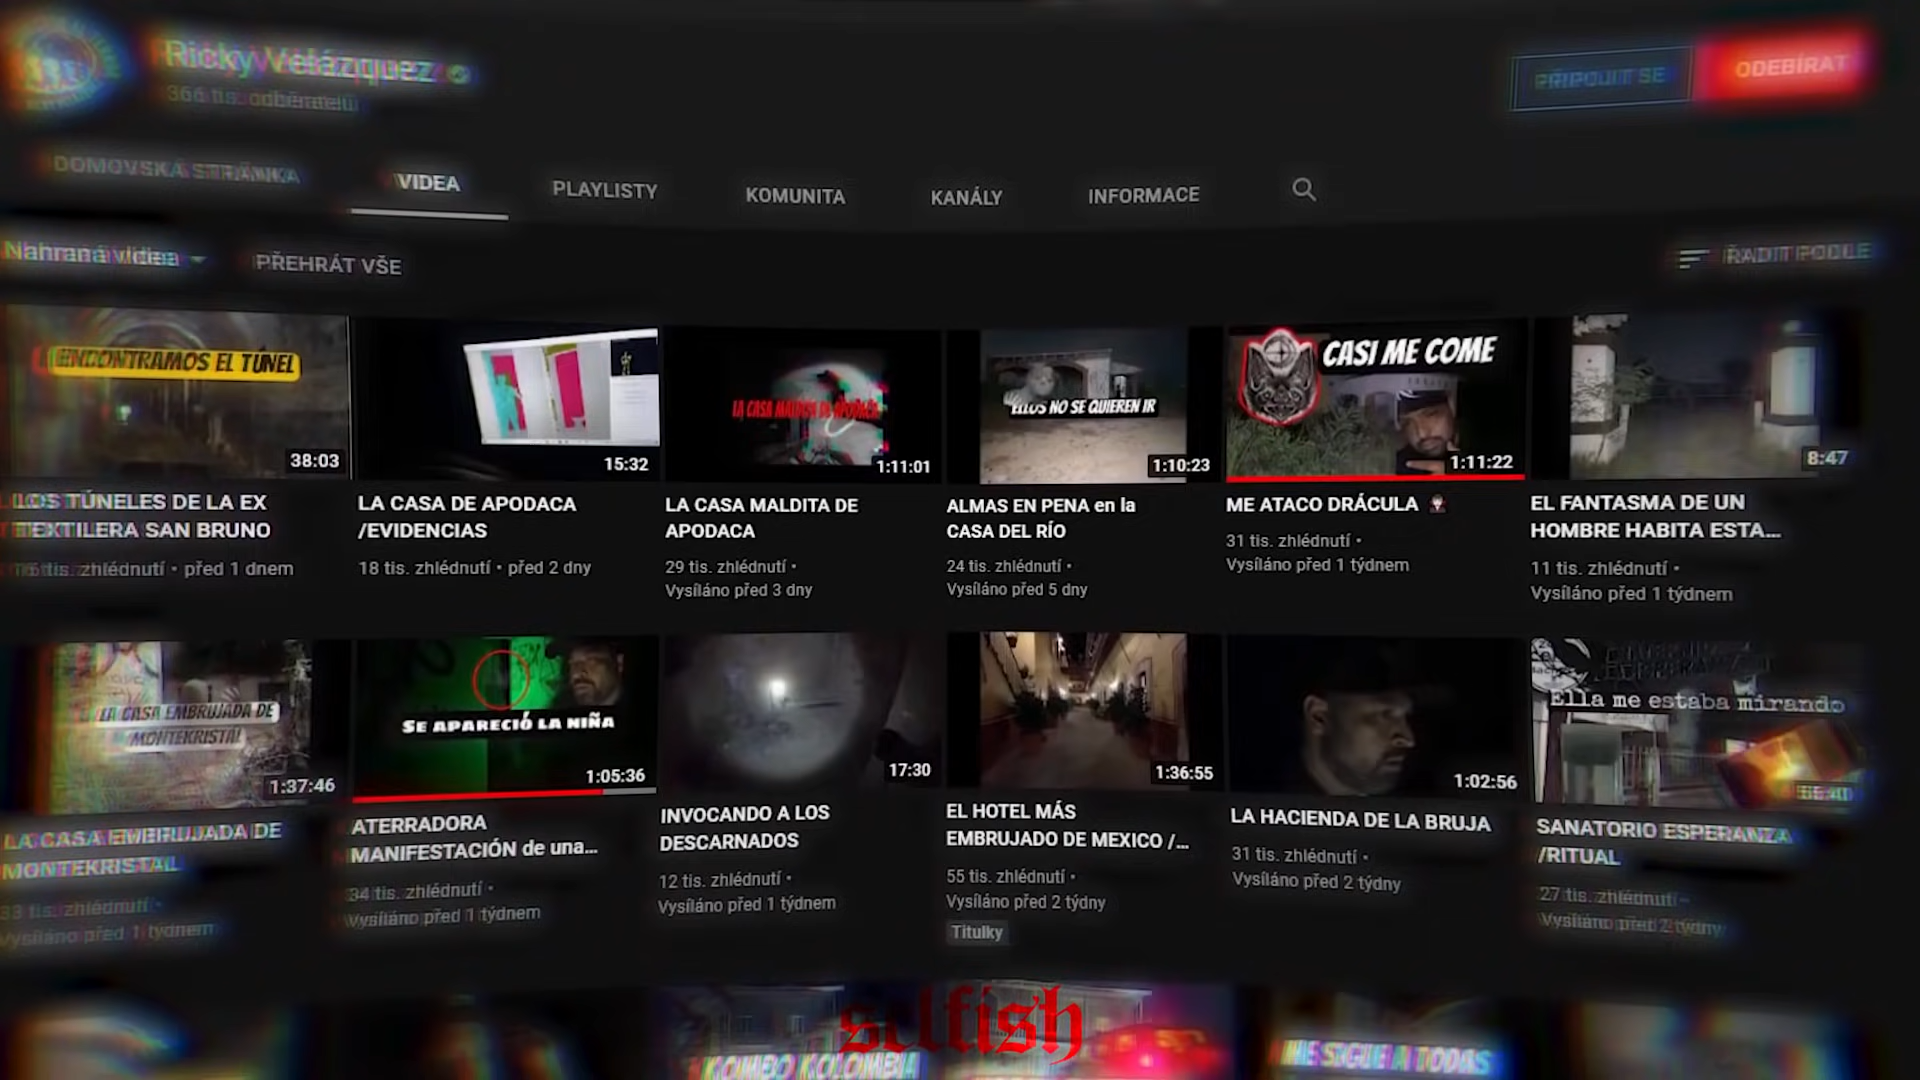 Ricky Velázquez
366 tis. odběratelů
PŘIPOJIT SE
ODEBÍRAT
DOMOVSKÁ STRÁNKA
VIDEA
PLAYLISTY
KOMUNITA
KANÁLY
INFORMACE
Nahraná videa
PŘEHRÁT VŠE
ŘADIT PODLE
ENCONTRAMOS EL TÚNEL
38:03
15:32
LA CASA MALDITA DE APODACA
1:11:01
ELLOS NO SE QUIEREN IR
1:10:23
CASI ME COME
1:11:22
8:47
LOS TÚNELES DE LA EX
TEXTILERA SAN BRUNO
16 tis. zhlédnutí • před 1 dnem
LA CASA DE APODACA
/EVIDENCIAS
18 tis. zhlédnutí • před 2 dny
LA CASA MALDITA DE
APODACA
29 tis. zhlédnutí •
Vysíláno před 3 dny
ALMAS EN PENA en la
CASA DEL RÍO
24 tis. zhlédnutí •
Vysíláno před 5 dny
ME ATACO DRÁCULA 🧛🏻
31 tis. zhlédnutí •
Vysíláno před 1 týdnem
EL FANTASMA DE UN
HOMBRE HABITA ESTA...
11 tis. zhlédnutí •
Vysíláno před 1 týdnem
LA CASA EMBRUJADA DE
MONTEKRISTAL
1:37:46
SE APARECIÓ LA NIÑA
1:05:36
17:30
1:36:55
1:02:56
Ella me estaba mirando
LA CASA EMBRUJADA DE
MONTEKRISTAL
33 tis. zhlédnutí •
Vysíláno před 1 týdnem
ATERRADORA
MANIFESTACIÓN de una...
34 tis. zhlédnutí •
Vysíláno před 1 týdnem
INVOCANDO A LOS
DESCARNADOS
12 tis. zhlédnutí •
Vysíláno před 1 týdnem
EL HOTEL MÁS
EMBRUJADO DE MEXICO /...
55 tis. zhlédnutí •
Vysíláno před 2 týdny
Titulky
LA HACIENDA DE LA BRUJA
31 tis. zhlédnutí •
Vysíláno před 2 týdny
SANATORIO ESPERANZA
/RITUAL
27 tis. zhlédnutí •
Vysíláno před 2 týdny
selfish
KOMBO KOLOMBIA
ME SIGUE A TODAS